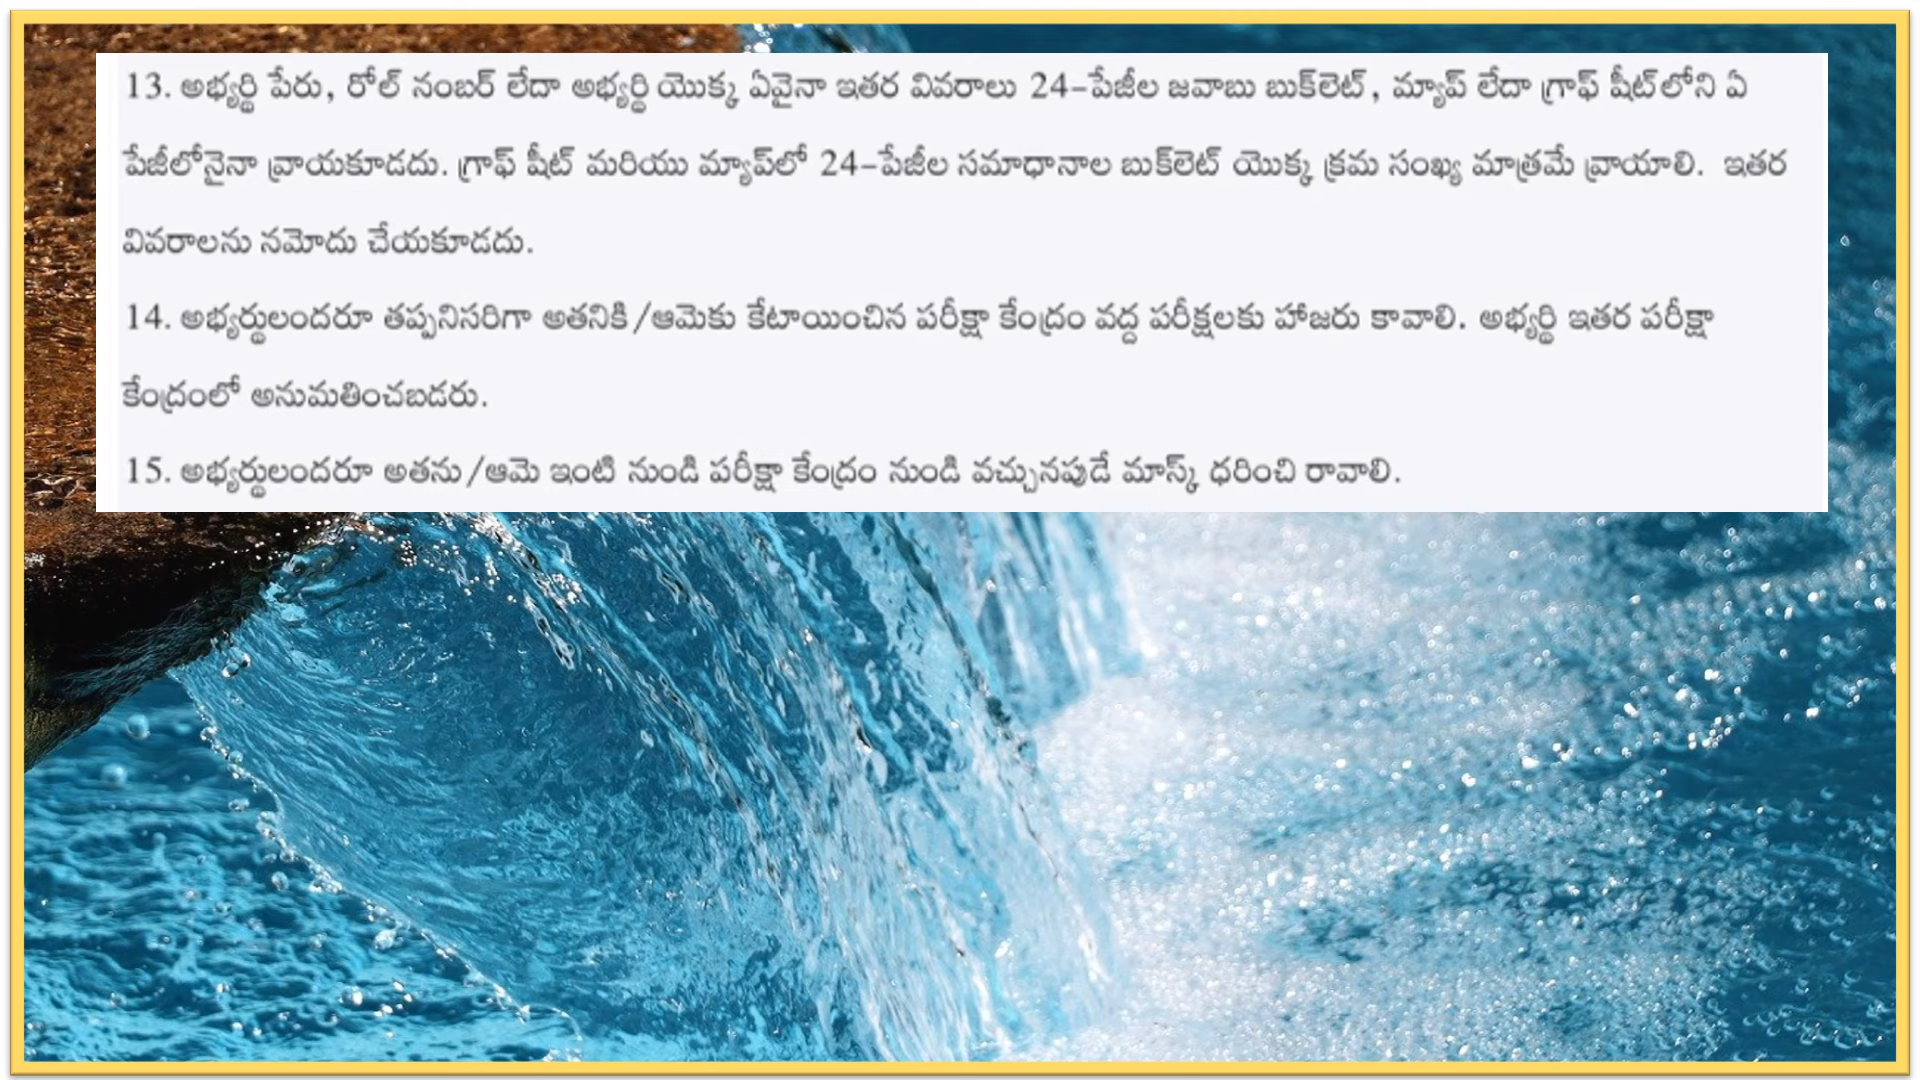 13. అభ్యర్థి పేరు, రోల్ నంబర్ లేదా అభ్యర్థి యొక్క ఏవైనా ఇతర వివరాలు 24-పేజీల జవాబు బుక్‌లెట్, మ్యాప్ లేదా గ్రాఫ్ షీట్‌లోని ఏ
పేజీలోనైనా వ్రాయకూడదు. గ్రాఫ్ షీట్ మరియు మ్యాప్‌లో 24-పేజీల సమాధానాల బుక్‌లెట్ యొక్క క్రమ సంఖ్య మాత్రమే వ్రాయాలి. ఇతర
వివరాలను నమోదు చేయకూడదు.
14. అభ్యర్థులందరూ తప్పనిసరిగా అతనికి/ఆమెకు కేటాయించిన పరీక్షా కేంద్రం వద్ద పరీక్షలకు హాజరు కావాలి. అభ్యర్థి ఇతర పరీక్షా
కేంద్రంలో అనుమతించబడరు.
15. అభ్యర్థులందరూ అతను/ఆమె ఇంటి నుండి పరీక్షా కేంద్రం నుండి వచ్చునపుడే మాస్క్ ధరించి రావాలి.